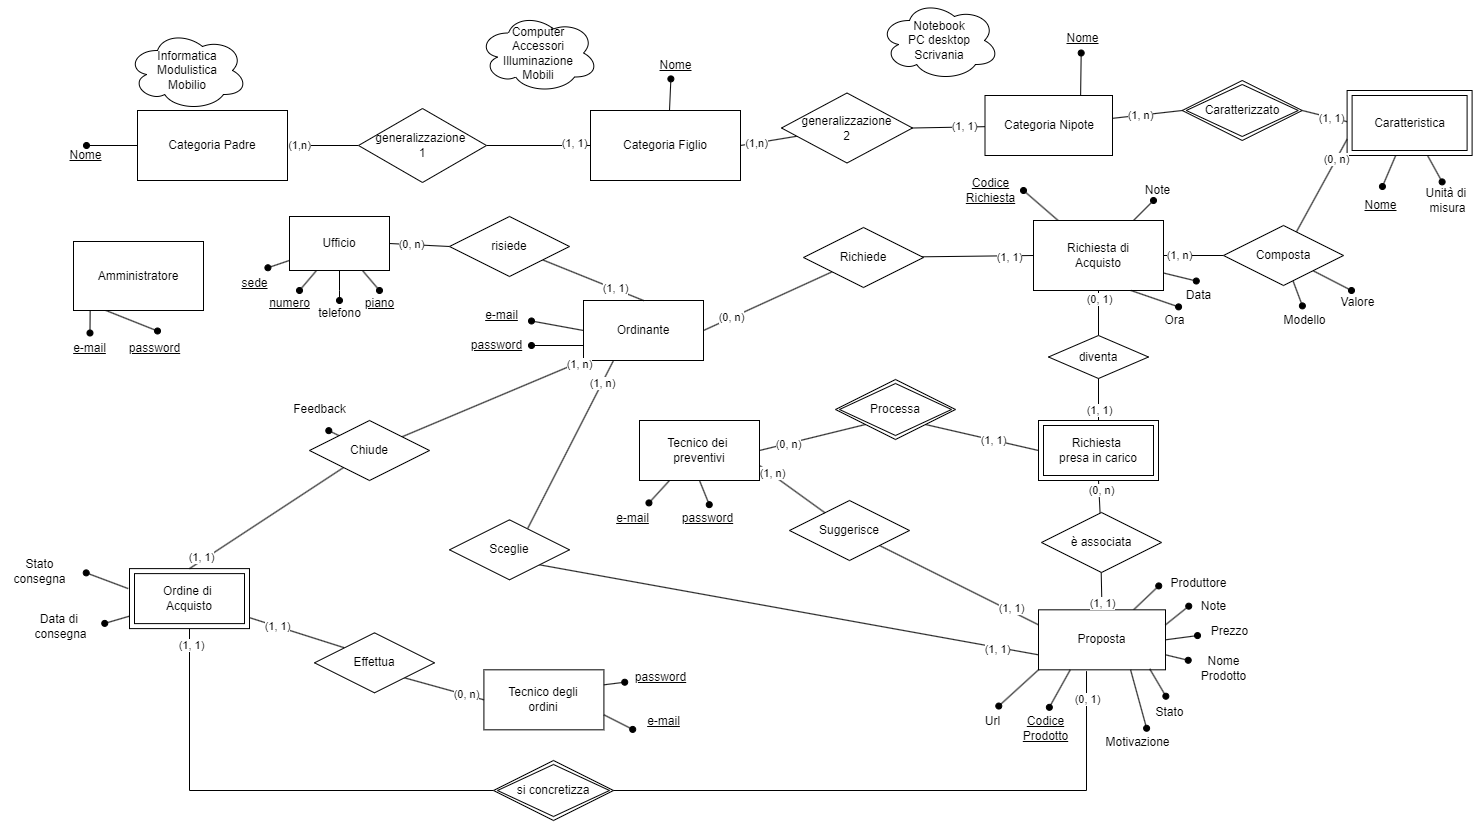 Informatica
Modulistica
Mobilio
Computer
Accessori
Illuminazione
Mobili
Notebook
PC desktop
Scrivania
Nome
Categoria Padre
(1,n)
generalizzazione
1
(1, 1)
Nome
Categoria Figlio
(1,n)
generalizzazione
2
(1, 1)
Nome
Categoria Nipote
(1, n)
Caratterizzato
(1, 1)
Caratteristica
(0, n)
Nome
Unità di
misura
Amministratore
e-mail
password
Ufficio
sede
numero
telefono
piano
(0, n)
risiede
(1, 1)
Ordinante
e-mail
password
(0, n)
Richiede
(1, 1)
Codice
Richiesta
Note
Richiesta di
Acquisto
Data
Ora
(1, n)
Composta
Modello
Valore
(0, 1)
diventa
(1, 1)
Richiesta
presa in carico
(1, 1)
Processa
(0, n)
Tecnico dei
preventivi
e-mail
password
(1, n)
Suggerisce
(1, 1)
(0, n)
è associata
(1, 1)
Proposta
Produttore
Note
Prezzo
Nome
Prodotto
Stato
Motivazione
Codice
Prodotto
Url
(0, 1)
(1, n)
Sceglie
(1, 1)
(1, n)
Feedback
Chiude
(1, 1)
Ordine di
Acquisto
Stato
consegna
Data di
consegna
(1, 1)
Effettua
(0, n)
Tecnico degli
ordini
password
e-mail
(1, 1)
si concretizza